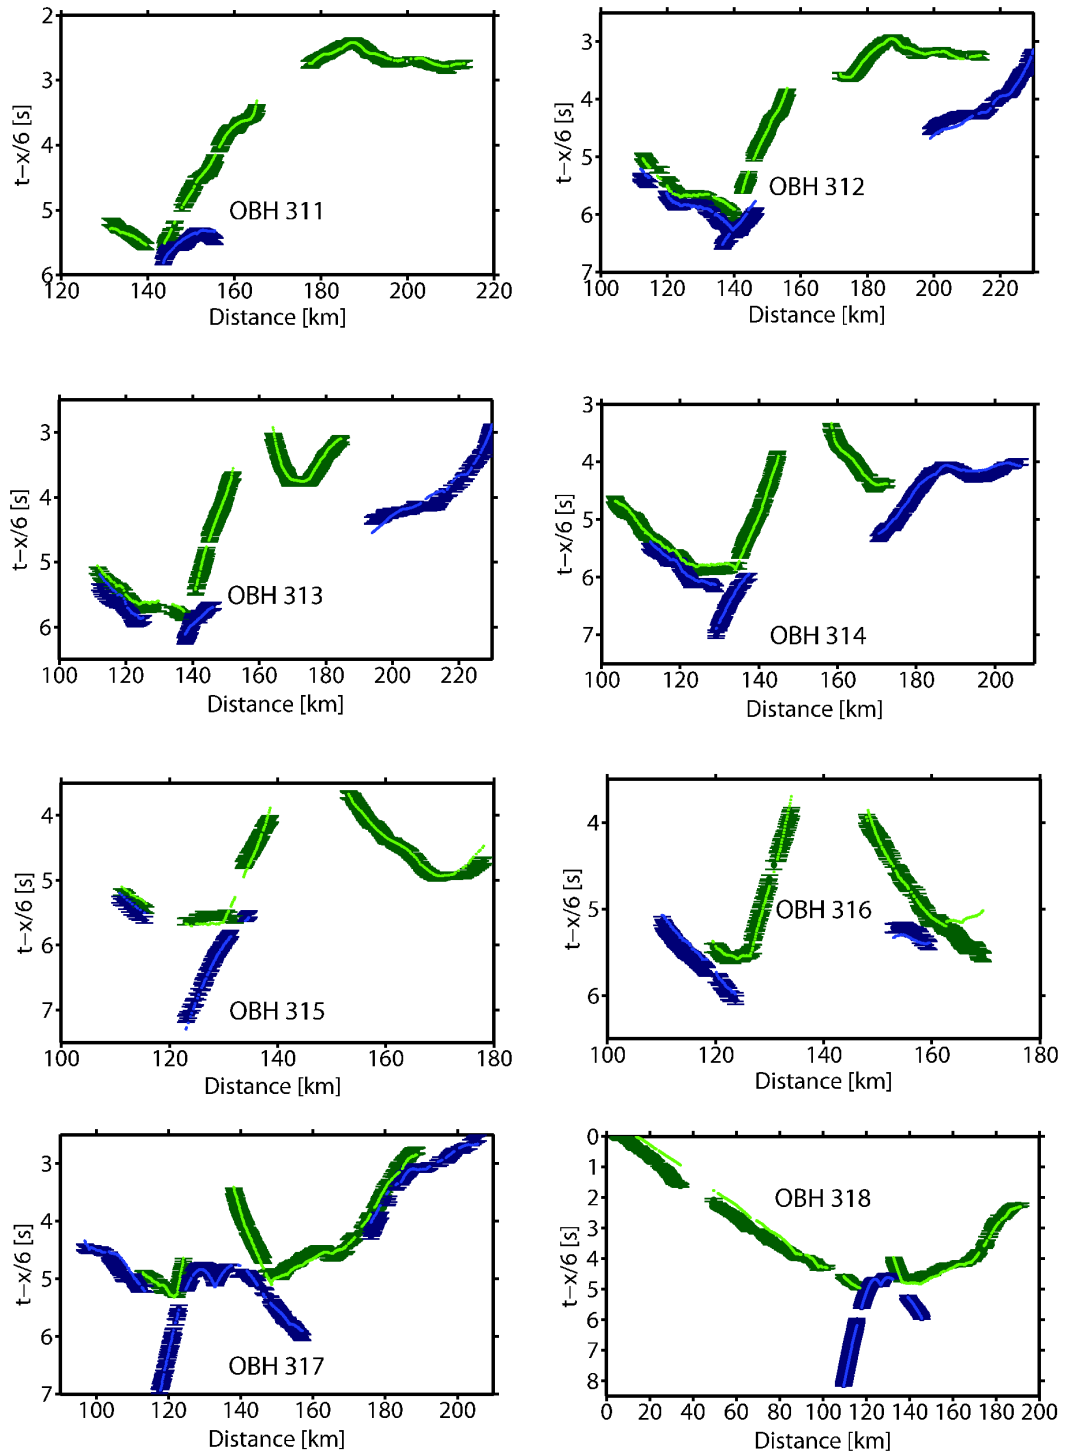 2
3
4
5
6
t−x/6 [s]
OBH 311
120 140 160 180 200 220
Distance [km]
3
4
5
6
7
t−x/6 [s]
OBH 312
100 120 140 160 180 200 220
Distance [km]
3
4
5
6
t−x/6 [s]
OBH 313
100 120 140 160 180 200 220
Distance [km]
3
4
5
6
7
t−x/6 [s]
OBH 314
100 120 140 160 180 200
Distance [km]
4
5
6
7
t−x/6 [s]
OBH 315
100 120 140 160 180
Distance [km]
4
5
6
t−x/6 [s]
OBH 316
100 120 140 160 180
Distance [km]
3
4
5
6
7
t−x/6 [s]
OBH 317
100 120 140 160 180 200
Distance [km]
0
1
2
3
4
5
6
7
8
t−x/6 [s]
OBH 318
0 20 40 60 80 100 120 140 160 180 200
Distance [km]